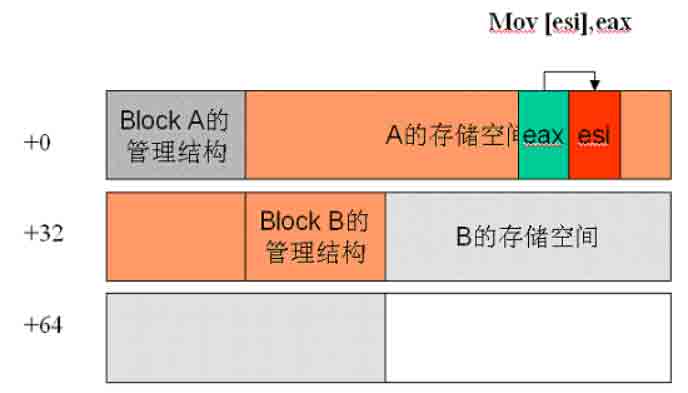 Mov [esi],eax
+0
Block A的
管理结构
A的存储空间
eax
esi
+32
Block B的
管理结构
B的存储空间
+64